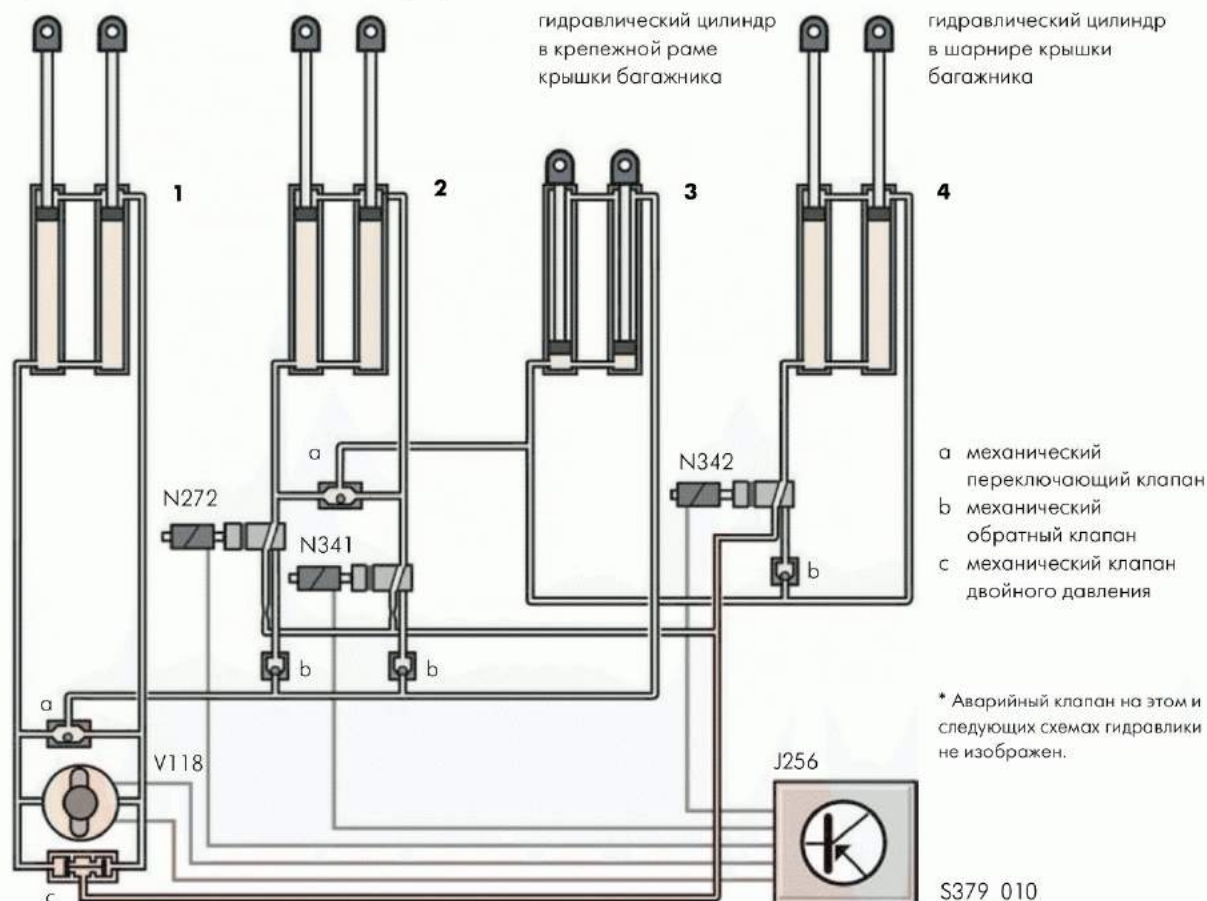 гидравлический цилиндр
в крепежной раме
крышки багажника
гидравлический цилиндр
в шарнире крышки
багажника
1
2
3
4
a
N272
N341
N342
b
b
b
a механический
переключающий клапан
b механический
обратный клапан
c механический клапан
двойного давления
a
V118
J256
* Аварийный клапан на этом и
следующих схемах гидравлики
не изображен.
c
S379_010